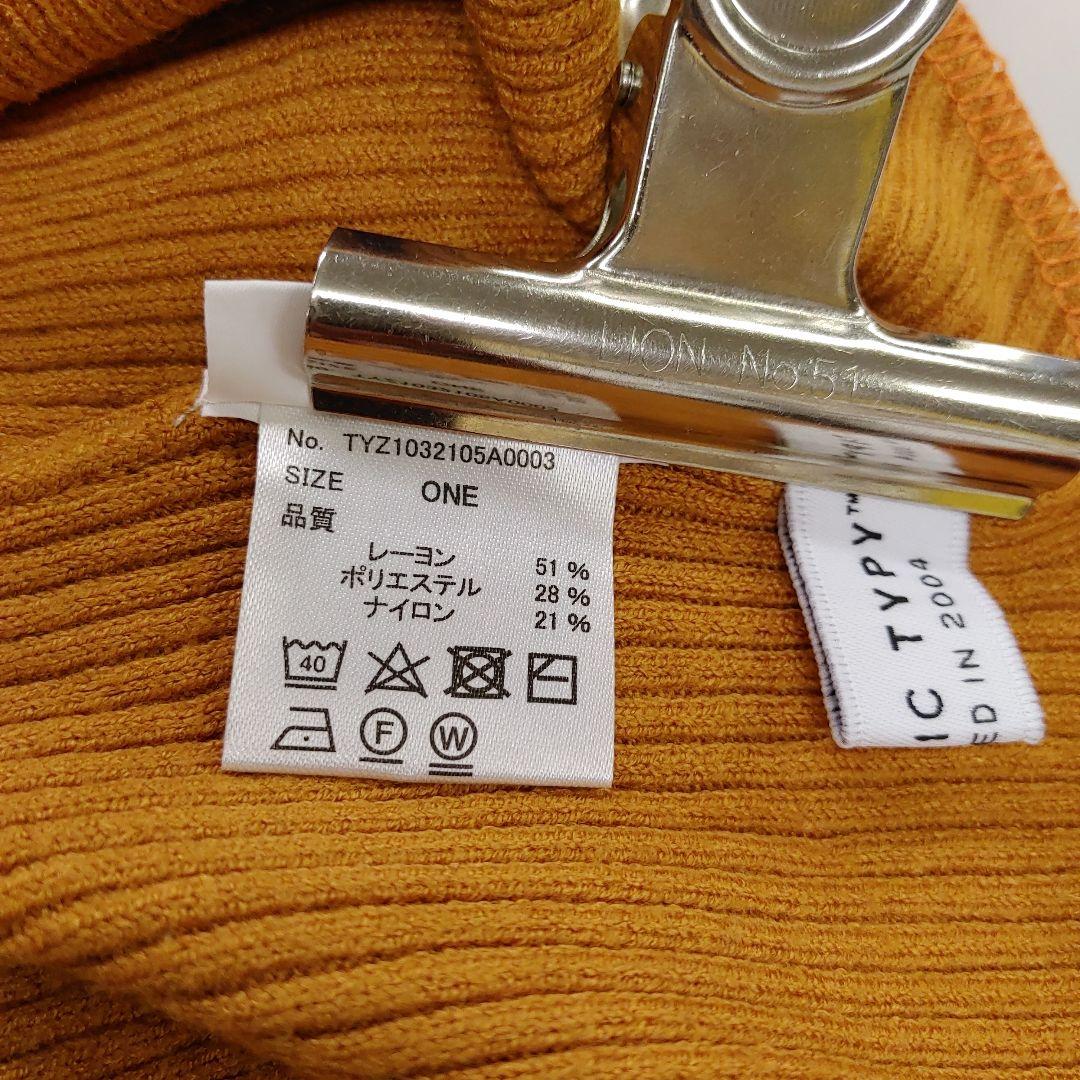 LION No.51
No. TYZ1032105A0003
SIZE ONE
品質
レーヨン 51 %
ポリエステル 28 %
ナイロン 21 %
40
F W
IC TYPY™
ED IN 2004